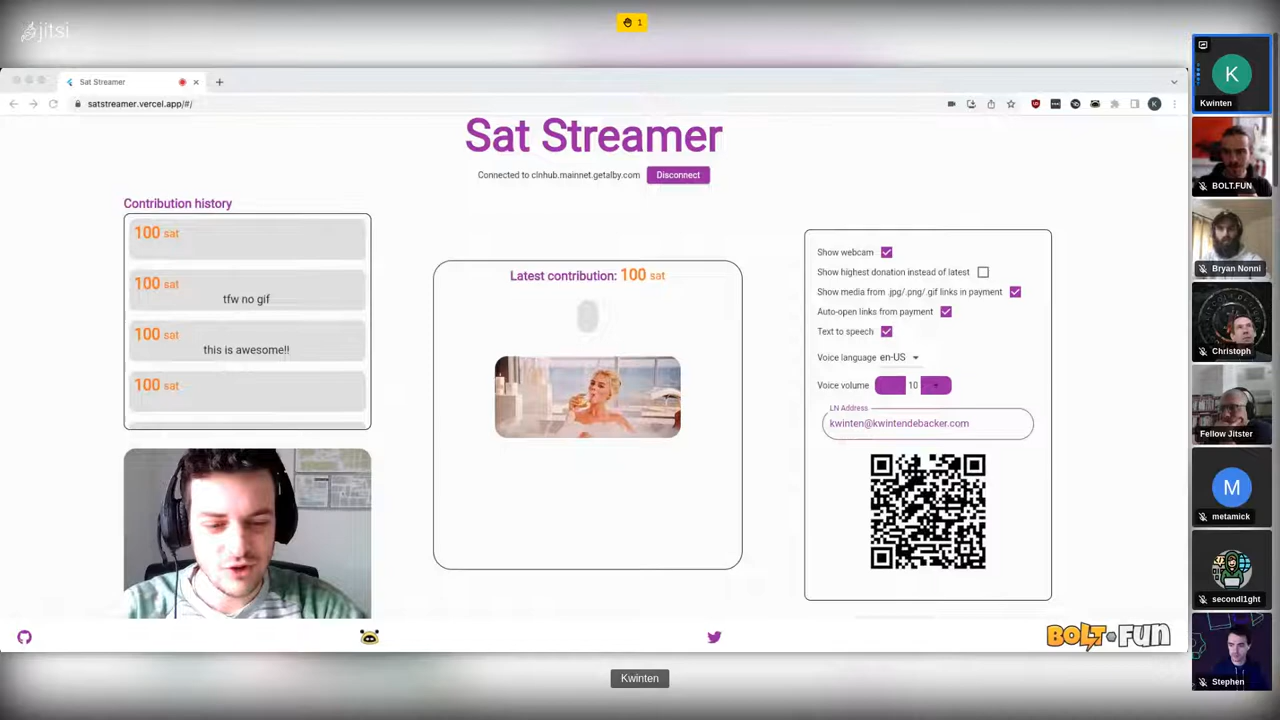 jitsi
1
Sat Streamer
satstreamer.vercel.app/#/
K
Sat Streamer
Connected to clnhub.mainnet.getalby.com
Disconnect
Contribution history
100 sat
100 sat
tfw no gif
100 sat
this is awesome!!
100 sat
Latest contribution: 100 sat
Show webcam
Show highest donation instead of latest
Show media from .jpg/.png/ gif links in payment
Auto-open links from payment
Text to speech
Voice language en-US
Voice volume 10
LN Address
kwinten@kwintendebacker.com
BOLT FUN
Kwinten
K
Kwinten
BOLT.FUN
Bryan Nonni
Christoph
Fellow Jitster
M
metamick
secondl1ght
Stephen